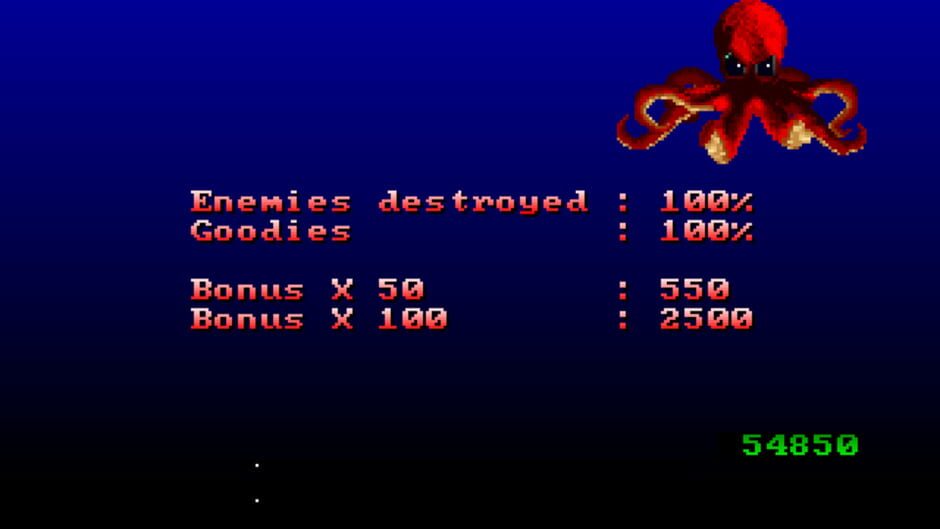 Enemies destroyed : 100%
Goodies : 100%
Bonus X 50 : 550
Bonus X 100 : 2500
54850